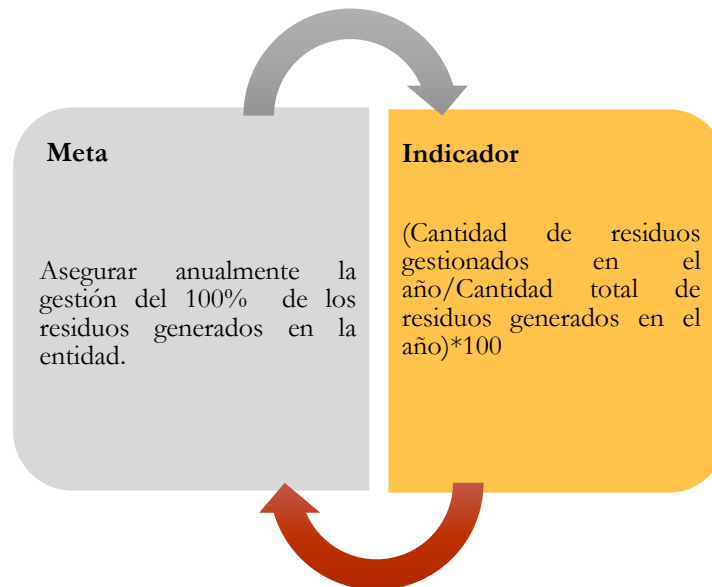 Meta
Asegurar anualmente la
gestión del 100% de los
residuos generados en la
entidad.
Indicador
(Cantidad de residuos
gestionados en el
año/Cantidad total de
residuos generados en el
año)*100